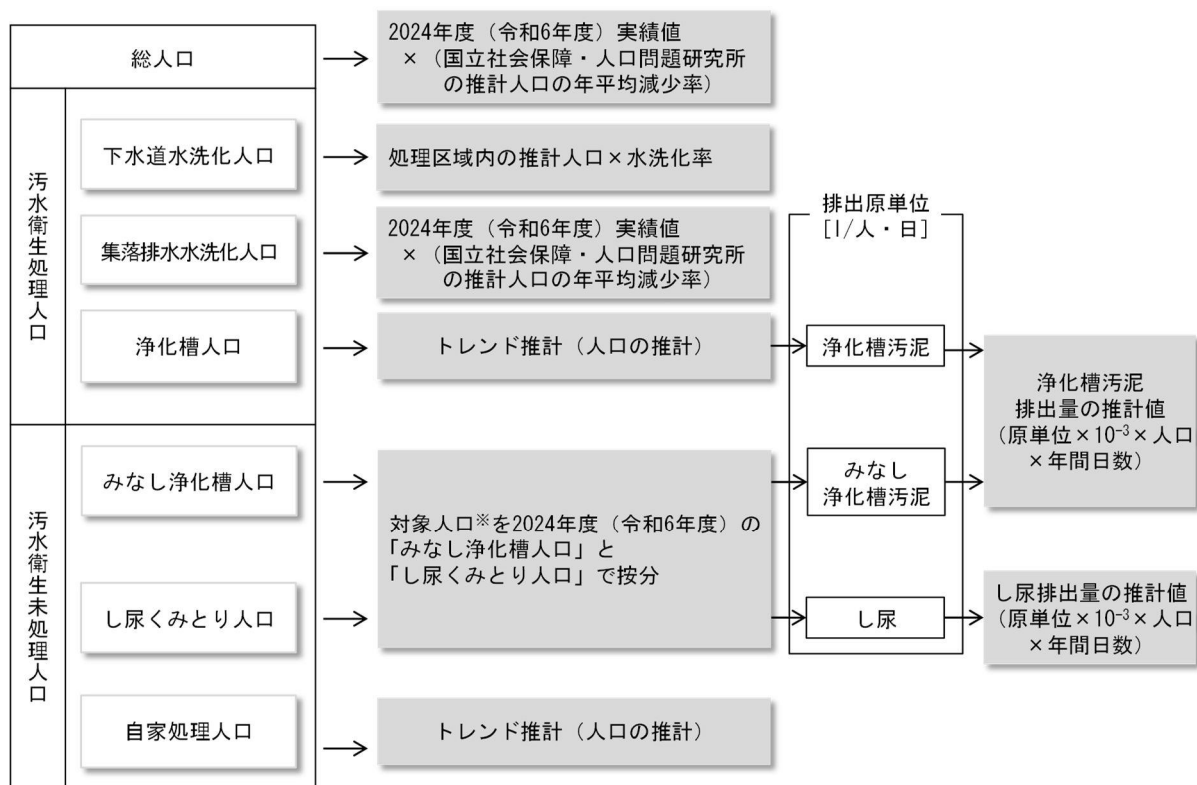 総人口
2024年度（令和6年度）実績値
×（国立社会保障・人口問題研究所
の推計人口の年平均減少率）
汚水衛生処理人口
下水道水洗化人口
処理区域内の推計人口×水洗化率
集落排水水洗化人口
2024年度（令和6年度）実績値
×（国立社会保障・人口問題研究所
の推計人口の年平均減少率）
浄化槽人口
トレンド推計（人口の推計）
排出原単位
[l/人・日]
浄化槽汚泥
浄化槽汚泥
排出量の推計値
（原単位×10⁻³×人口
×年間日数）
汚水衛生未処理人口
みなし浄化槽人口
対象人口※を2024年度（令和6年度）の
「みなし浄化槽人口」と
「し尿くみとり人口」で按分
みなし
浄化槽汚泥
し尿くみとり人口
し尿
し尿排出量の推計値
（原単位×10⁻³×人口
×年間日数）
自家処理人口
トレンド推計（人口の推計）